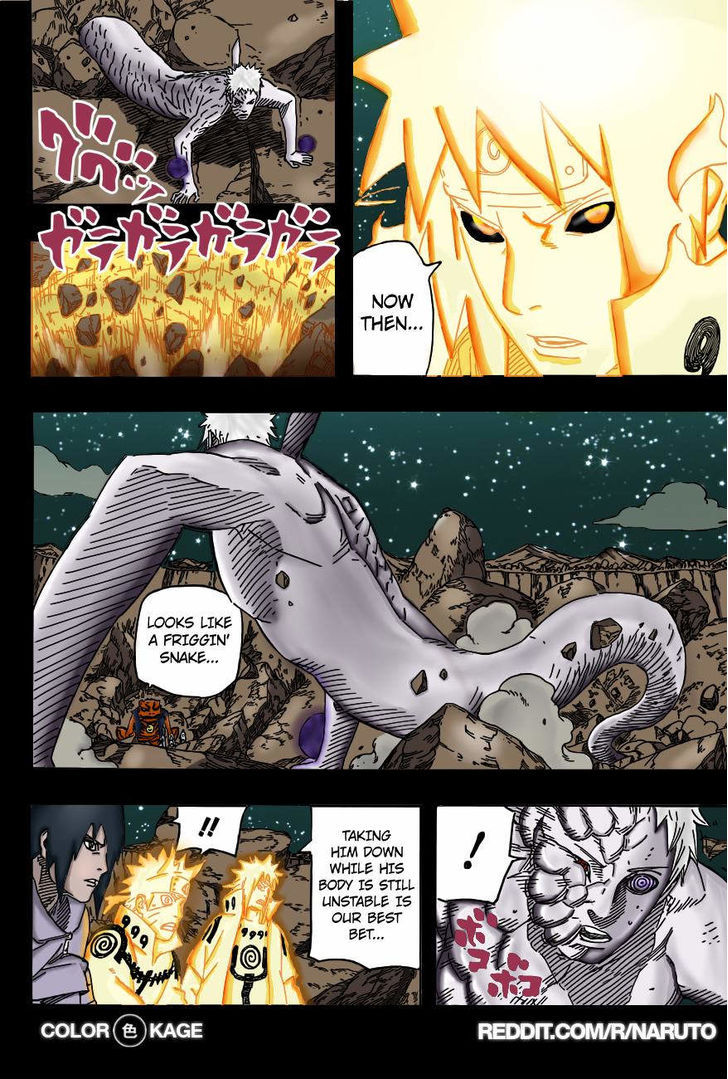 グググッ
ガラガラガラガラ
NOW
THEN...
LOOKS LIKE
A FRIGGIN'
SNAKE...
!!
TAKING
HIM DOWN
WHILE HIS
BODY IS STILL
UNSTABLE IS
OUR BEST
BET...
!
ボコ
ボコ
COLOR 色 KAGE
REDDIT.COM/R/NARUTO